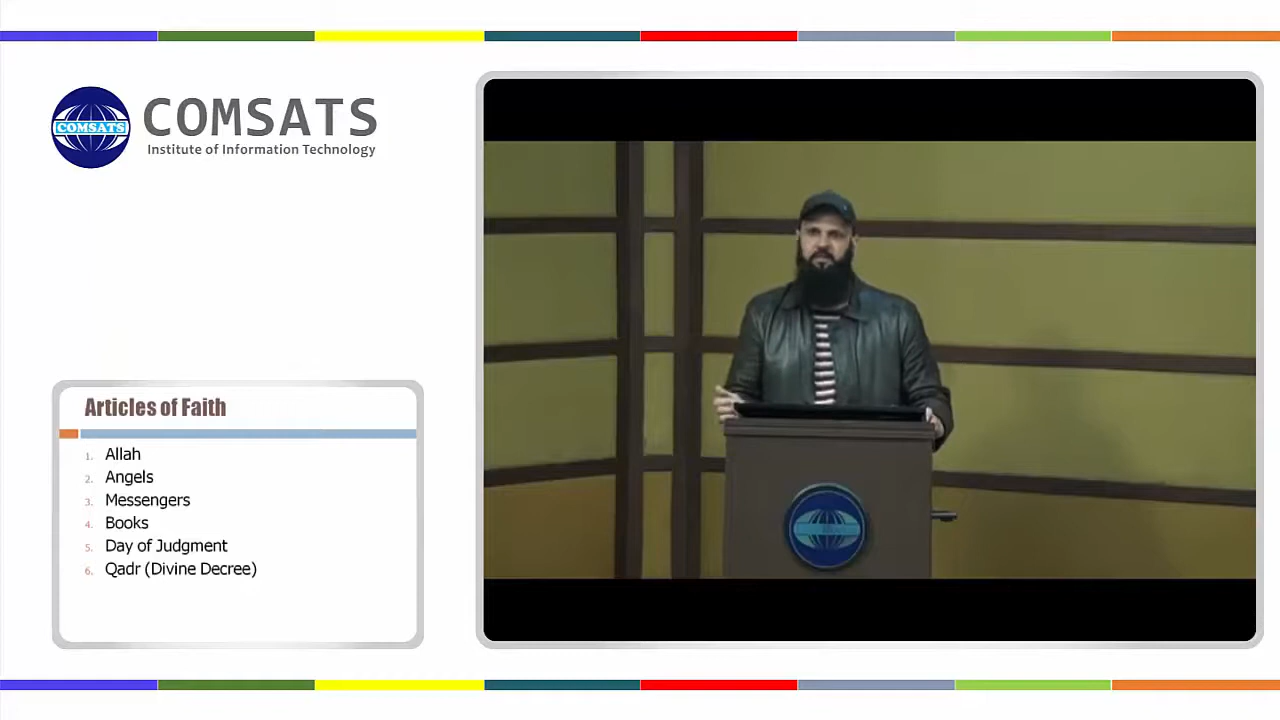 COMSATS
COMSATS
Institute of Information Technology
Articles of Faith
1. Allah
2. Angels
3. Messengers
4. Books
5. Day of Judgment
6. Qadr (Divine Decree)